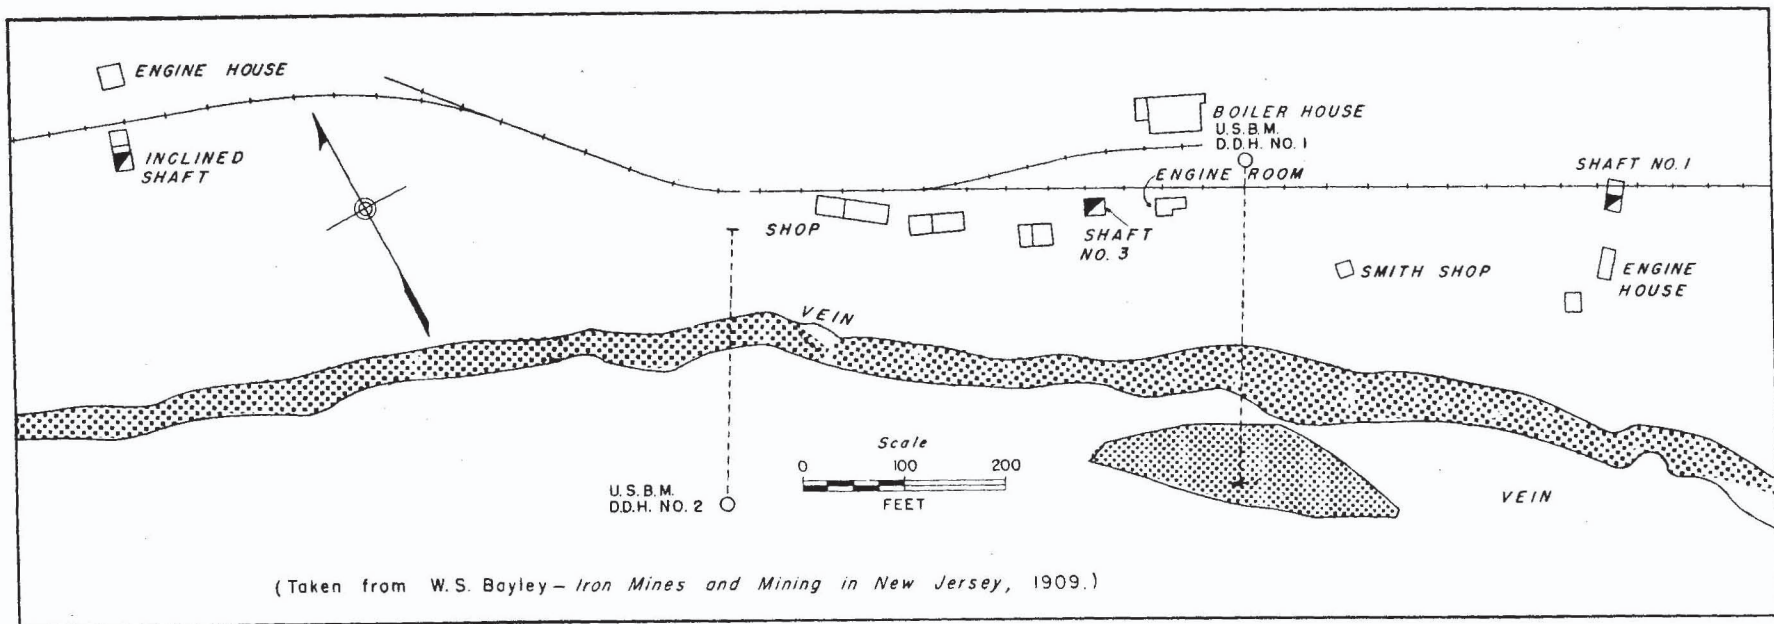 ENGINE HOUSE
INCLINED
SHAFT
BOILER HOUSE
U.S.B.M.
D.D.H. NO. 1
ENGINE ROOM
SHAFT NO. 1
SHOP
SHAFT
NO. 3
SMITH SHOP
ENGINE
HOUSE
VEIN
Scale
0 100 200
FEET
U.S.B.M.
D.D.H. NO. 2
VEIN
(Taken from W.S. Bayley – Iron Mines and Mining in New Jersey, 1909.)